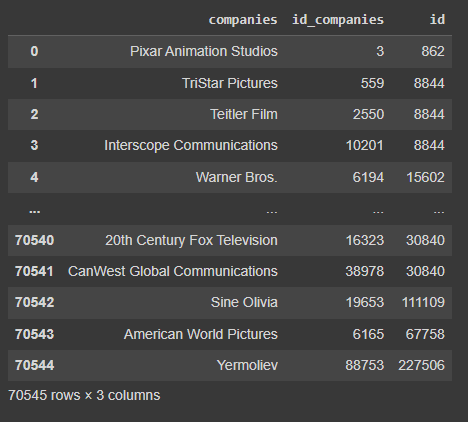 companies id_companies id
0 Pixar Animation Studios 3 862
1 TriStar Pictures 559 8844
2 Teitler Film 2550 8844
3 Interscope Communications 10201 8844
4 Warner Bros. 6194 15602
... ... ... ...
70540 20th Century Fox Television 16323 30840
70541 CanWest Global Communications 38978 30840
70542 Sine Olivia 19653 111109
70543 American World Pictures 6165 67758
70544 Yermoliev 88753 227506
70545 rows × 3 columns